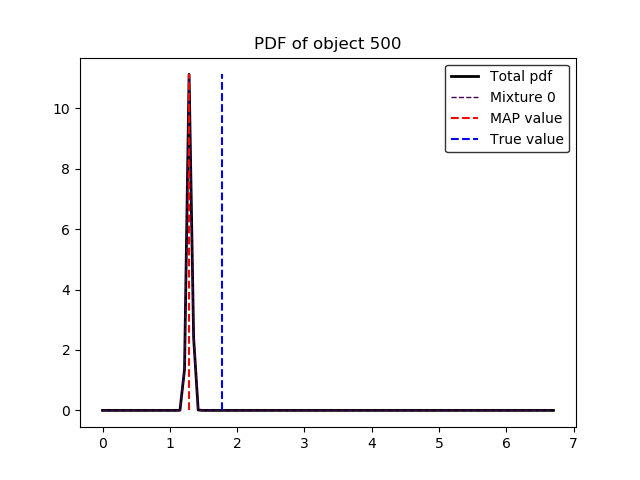 PDF of object 500
Total pdf
Mixture 0
MAP value
True value
10
8
6
4
2
0
0 1 2 3 4 5 6 7